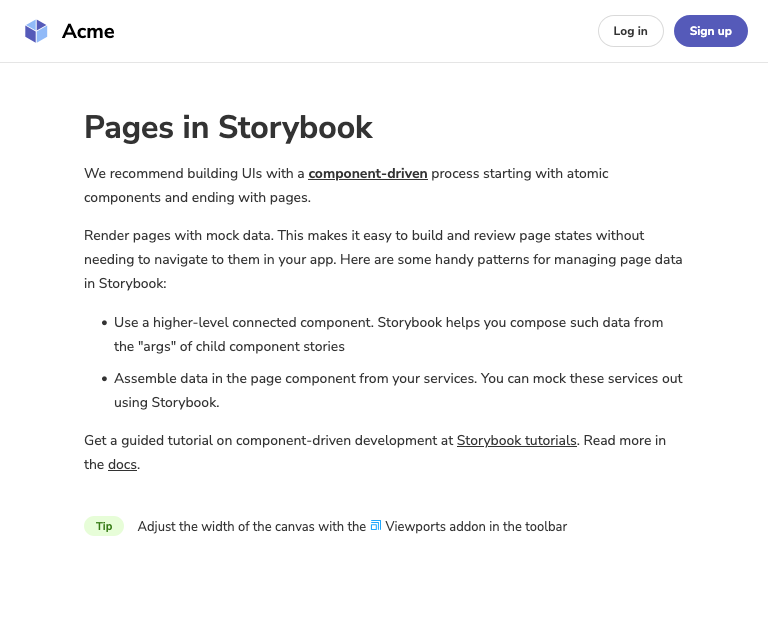 Acme
Log in
Sign up
Pages in Storybook
We recommend building UIs with a component-driven process starting with atomic
components and ending with pages.
Render pages with mock data. This makes it easy to build and review page states without
needing to navigate to them in your app. Here are some handy patterns for managing page data
in Storybook:
• Use a higher-level connected component. Storybook helps you compose such data from
the "args" of child component stories
• Assemble data in the page component from your services. You can mock these services out
using Storybook.
Get a guided tutorial on component-driven development at Storybook tutorials. Read more in
the docs.
Tip
Adjust the width of the canvas with the Viewports addon in the toolbar